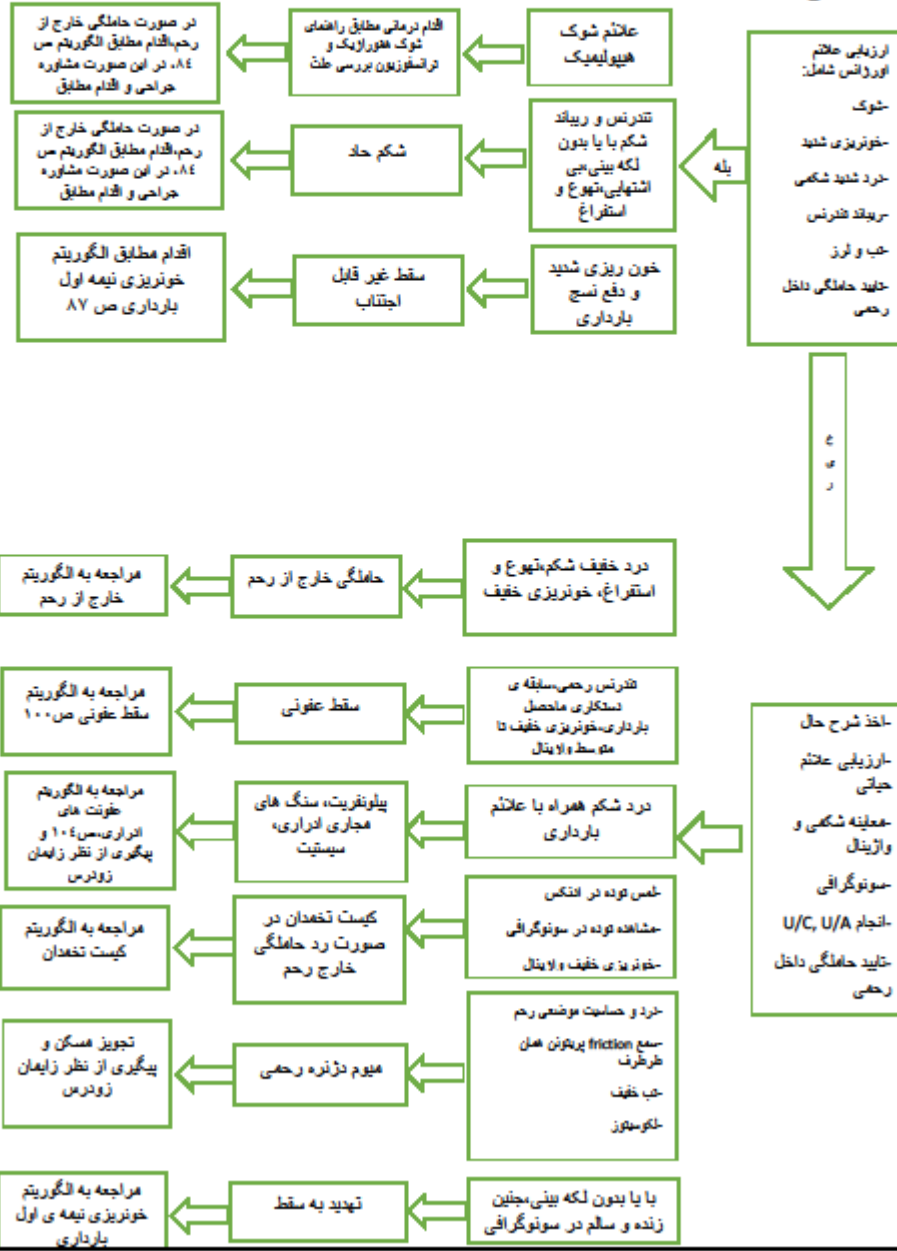 ارزیابی علائم
اورژانس شامل:
-شوک
-خونریزی شدید
-درد شدید شکمی
-ریباند تندرنس
-تب و لرز
-تایید حاملگی داخل
رحمی
بله
علائم شوک
هیپولیمیک
اقدام درمانی مطابق راهنمای
شوک هموراژیک و
ترانسفوزیون بررسی علت
در صورت حاملگی خارج از
رحم،اقدام مطابق الگوریتم ص
۸٤، در این صورت مشاوره
جراحی و اقدام مطابق
تندرنس و ریباند
شکم با یا بدون
لکه بینی،بی
اشتهایی،تهوع و
استفراغ
شکم حاد
در صورت حاملگی خارج از
رحم،اقدام مطابق الگوریتم ص
۸٤، در این صورت مشاوره
جراحی و اقدام مطابق
خون ریزی شدید
و دفع نسج
بارداری
سقط غیر قابل
اجتناب
اقدام مطابق الگوریتم
خونریزی نیمه اول
بارداری ص ۸۷
خ
ی
ر
-اخذ شرح حال
-ارزیابی علائم
حیاتی
-معاینه شکمی و
واژینال
-سونوگرافی
-انجام U/C, U/A
-تایید حاملگی داخل
رحمی
درد خفیف شکم،تهوع و
استفراغ، خونریزی خفیف
حاملگی خارج از رحم
مراجعه به الگوریتم
خارج از رحم
تندرنس رحمی،سابقه ی
دستکاری ماحصل
بارداری،خونریزی خفیف تا
متوسط واژینال
سقط عفونی
مراجعه به الگوریتم
سقط عفونی ص۱۰۰
درد شکم همراه با علائم
بارداری
پیلونفریت، سنگ های
مجاری ادراری،
سیستیت
مراجعه به الگوریتم
عفونت های
ادراری،ص۱۰٤ و
پیگیری از نظر زایمان
زودرس
-لمس توده در ادنکس
-مشاهده توده در سونوگرافی
-خونریزی خفیف واژینال
کیست تخمدان در
صورت رد حاملگی
خارج رحم
مراجعه به الگوریتم
کیست تخمدان
-درد و حساسیت موضعی رحم
-سمع friction پریتونن همان
طرف
-تب خفیف
-لکوسیتوز
میوم دژنره رحمی
تجویز مسکن و
پیگیری از نظر زایمان
زودرس
با یا بدون لکه بینی،جنین
زنده و سالم در سونوگرافی
تهدید به سقط
مراجعه به الگوریتم
خونریزی نیمه ی اول
بارداری